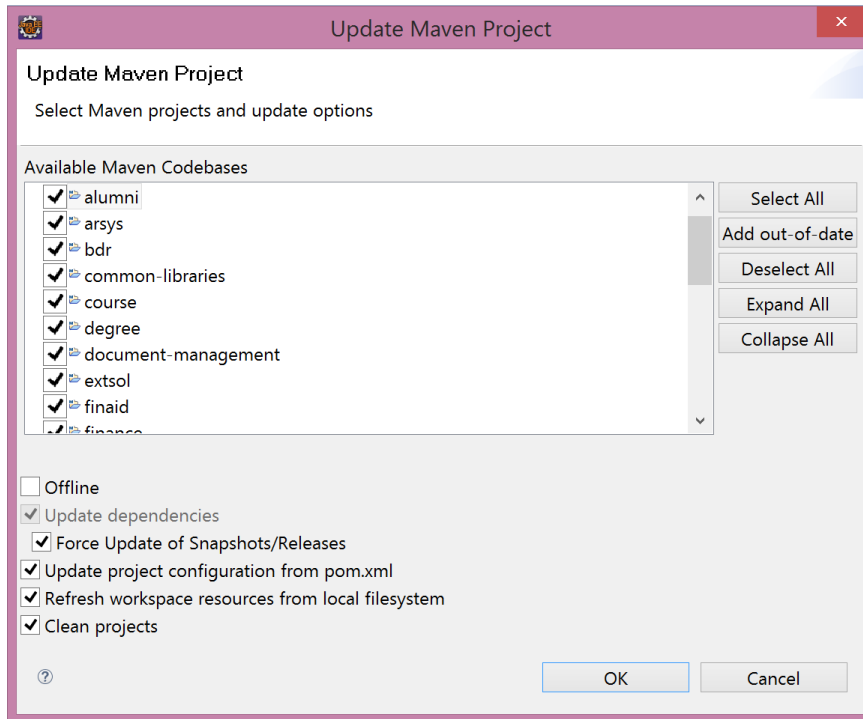 Update Maven Project
Update Maven Project
Select Maven projects and update options
Available Maven Codebases
alumni
arsys
bdr
common-libraries
course
degree
document-management
extsol
finaid
finance
Select All
Add out-of-date
Deselect All
Expand All
Collapse All
Offline
Update dependencies
Force Update of Snapshots/Releases
Update project configuration from pom.xml
Refresh workspace resources from local filesystem
Clean projects
OK
Cancel